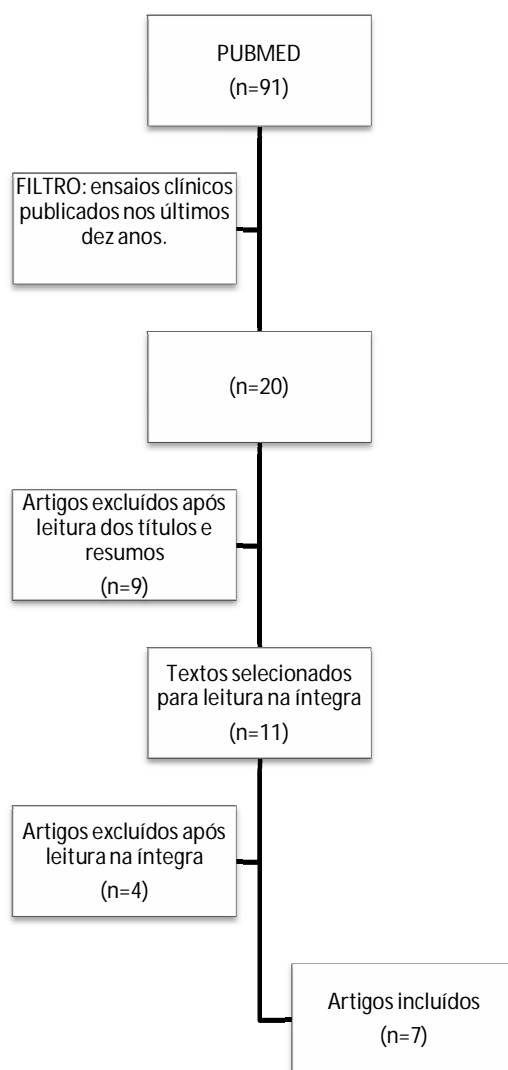 PUBMED
(n=91)
FILTRO: ensaios clínicos
publicados nos últimos
dez anos.
(n=20)
Artigos excluídos após
leitura dos títulos e
resumos
(n=9)
Textos selecionados
para leitura na íntegra
(n=11)
Artigos excluídos após
leitura na íntegra
(n=4)
Artigos incluídos
(n=7)